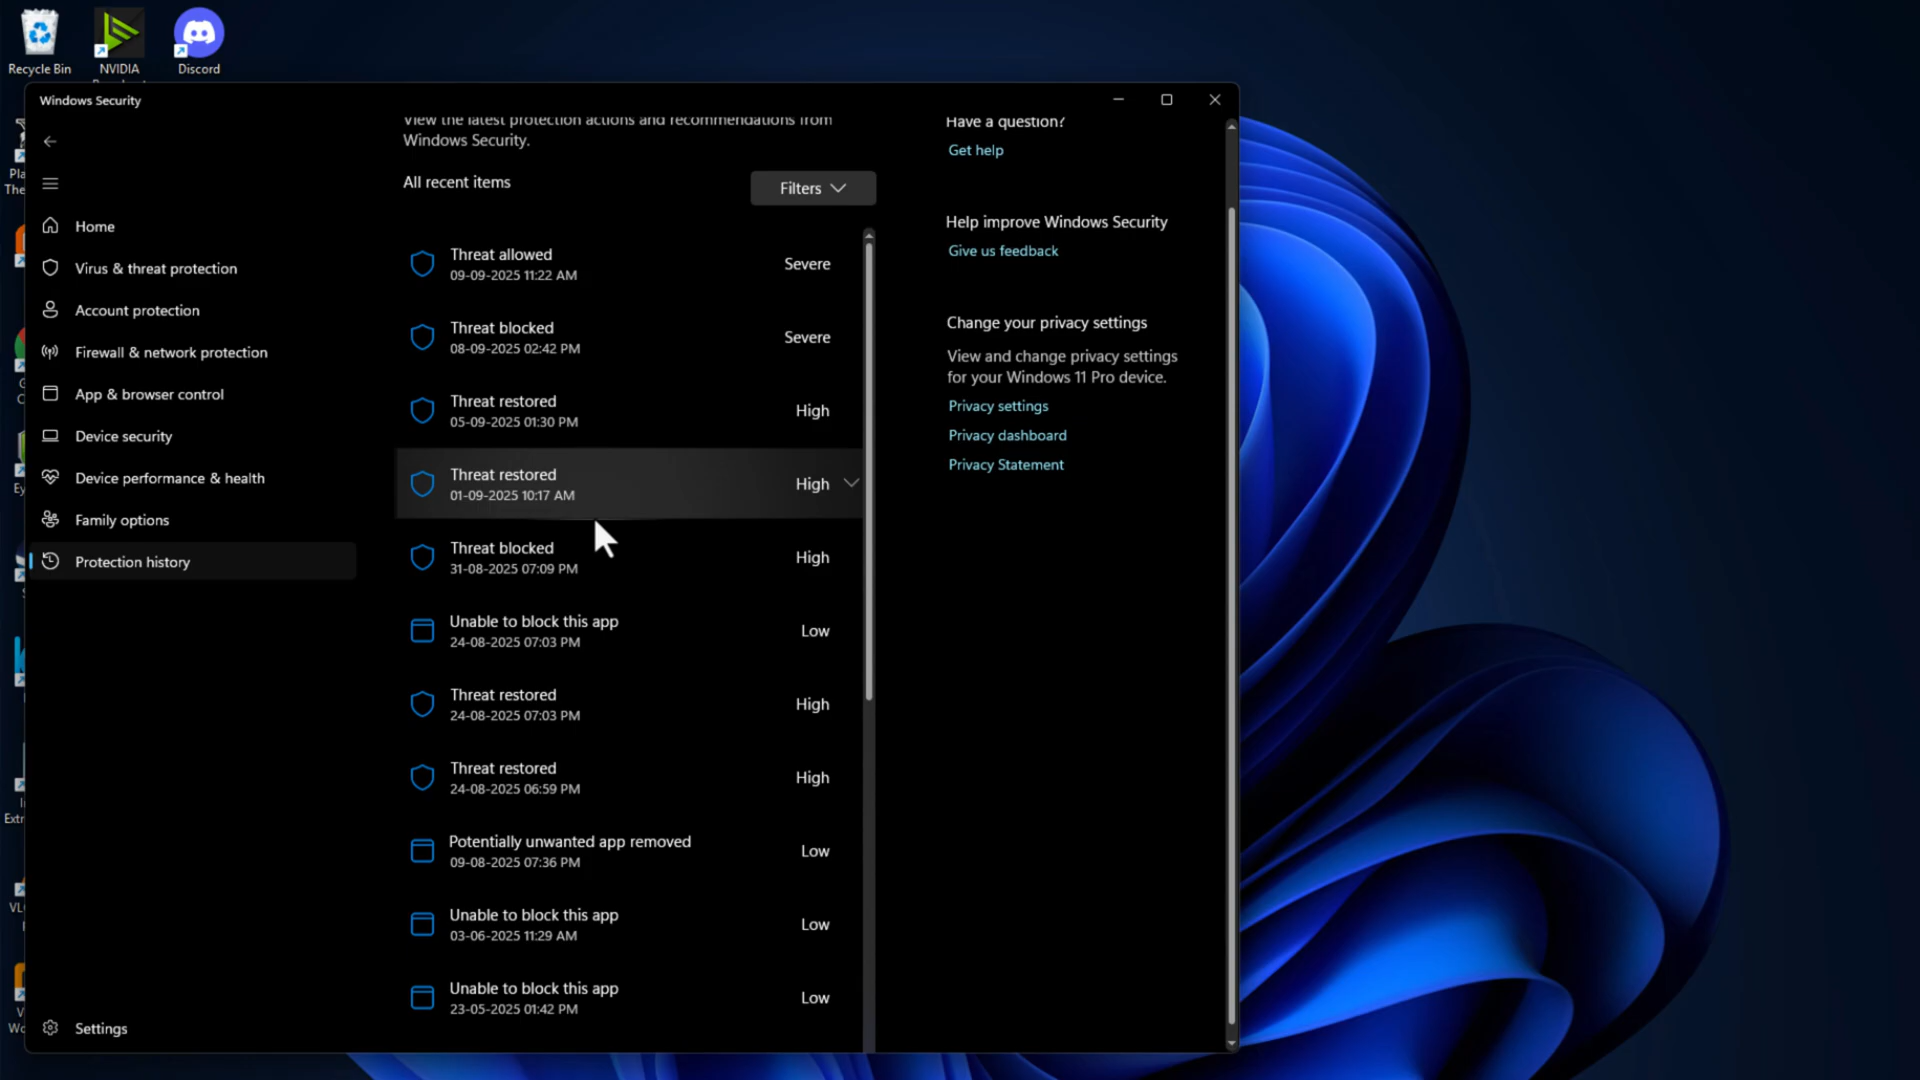 Recycle Bin
NVIDIA
Discord
Windows Security
View the latest protection actions and recommendations from
Windows Security.
All recent items
Filters
Home
Virus & threat protection
Account protection
Firewall & network protection
App & browser control
Device security
Device performance & health
Family options
Protection history
Settings
Threat allowed
09-09-2025 11:22 AM
Severe
Threat blocked
08-09-2025 02:42 PM
Severe
Threat restored
05-09-2025 01:30 PM
High
Threat restored
01-09-2025 10:17 AM
High
Threat blocked
31-08-2025 07:09 PM
High
Unable to block this app
24-08-2025 07:03 PM
Low
Threat restored
24-08-2025 07:03 PM
High
Threat restored
24-08-2025 06:59 PM
High
Potentially unwanted app removed
09-08-2025 07:36 PM
Low
Unable to block this app
03-06-2025 11:29 AM
Low
Unable to block this app
23-05-2025 01:42 PM
Low
Have a question?
Get help
Help improve Windows Security
Give us feedback
Change your privacy settings
View and change privacy settings
for your Windows 11 Pro device.
Privacy settings
Privacy dashboard
Privacy Statement